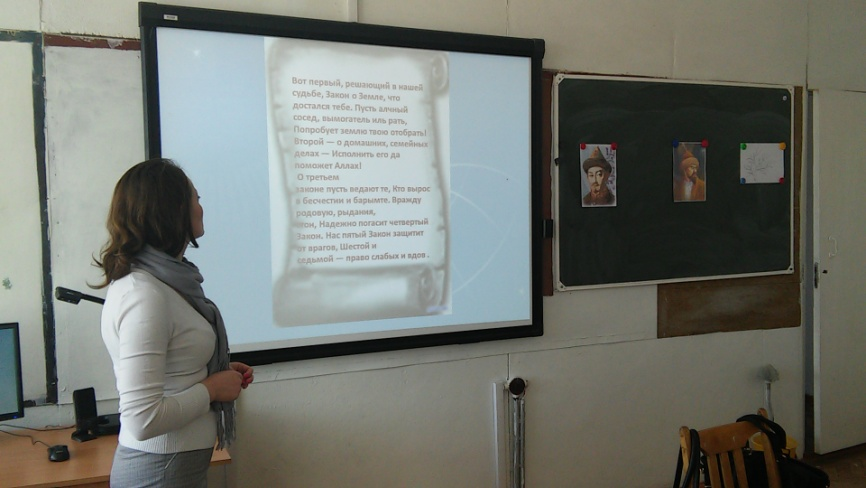 Вот первый, решающий в нашей
судьбе, Закон о Земле, что
достался тебе. Пусть алчный
сосед, вымогатель иль рать,
Попробует землю твою отобрать!
Второй — о домашних, семейных
делах — Исполнить его да
поможет Аллах!
О третьем
законе пусть ведают те, Кто вырос
в бесчестии и барымте. Вражду
родовую, рыдания,
стон, Надежно погасит четвертый
Закон. Нас пятый Закон защитит
от врагов, Шестой и
седьмой — право слабых и вдов .